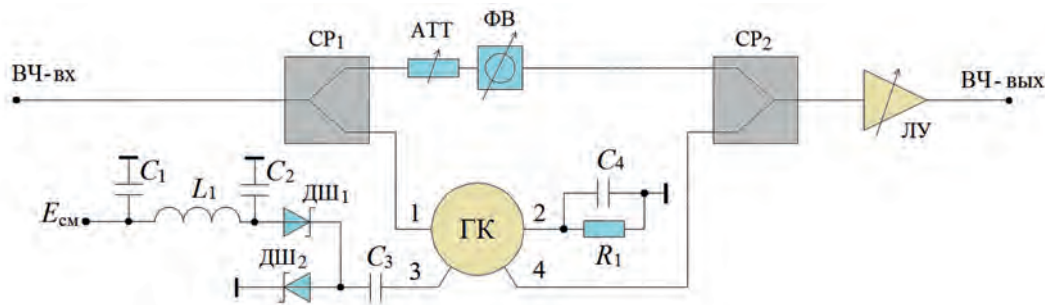 АТТ
ФВ
СР1
СР2
ВЧ-вх
ВЧ-вых
ЛУ
C1
L1
C2
ДШ1
Eсм
ДШ2
C3
1
2
3
4
ГК
C4
R1